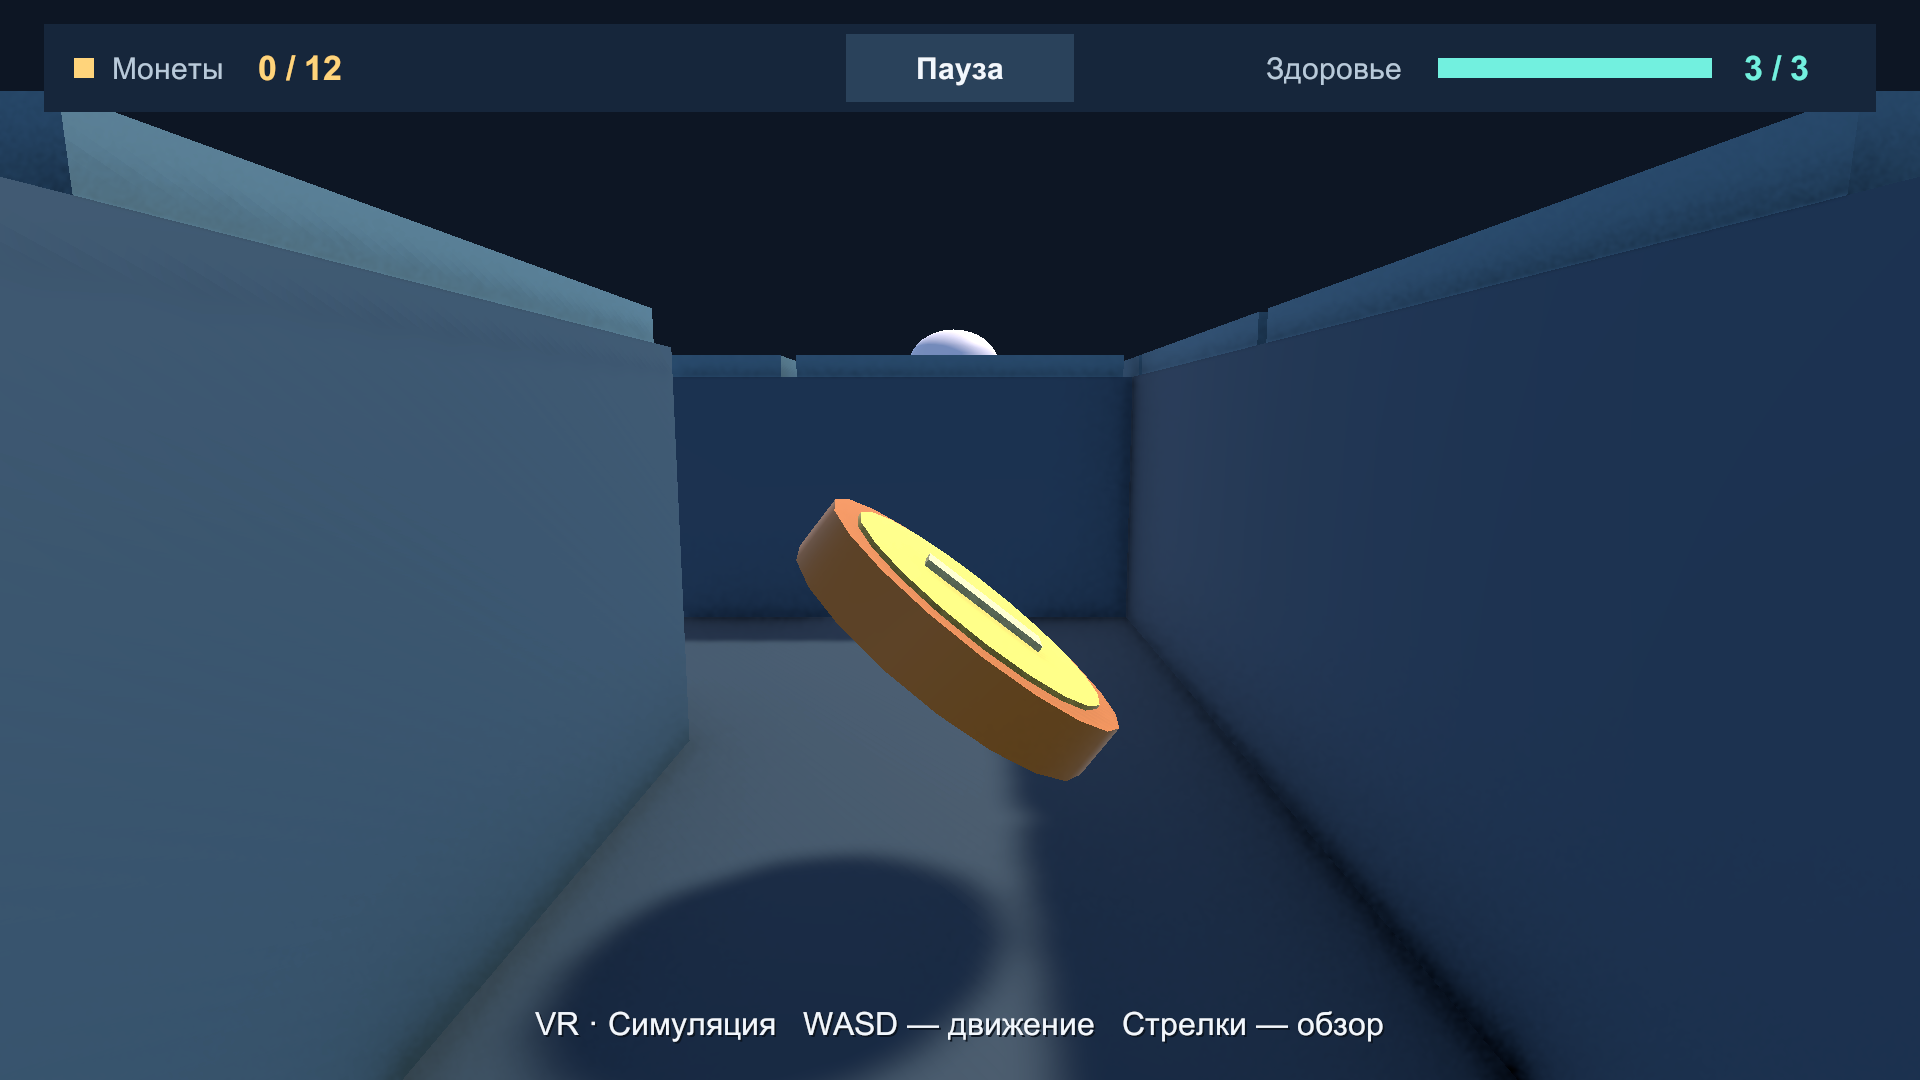 Монеты 0 / 12 Пауза Здоровье 3 / 3
VR · Симуляция WASD — движение Стрелки — обзор